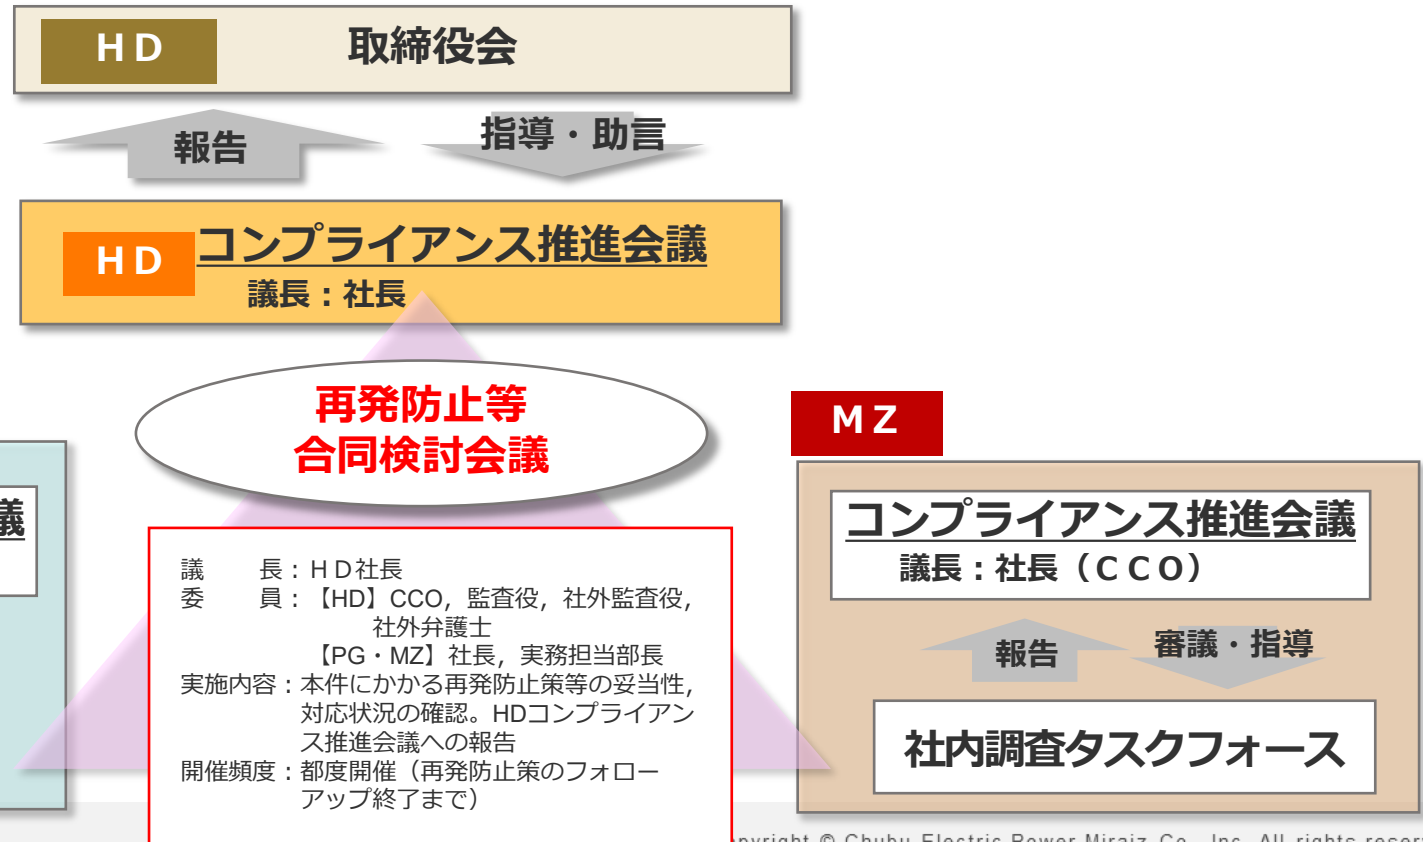 ＨＤ
取締役会
報告
指導・助言
ＨＤ
コンプライアンス推進会議
議長：社長
再発防止等
合同検討会議
議
議　　長：ＨＤ社長
委　　員：【HD】CCO，監査役，社外監査役，
社外弁護士
【PG・MZ】社長，実務担当部長
実施内容：本件にかかる再発防止策等の妥当性，
対応状況の確認。HDコンプライアン
ス推進会議への報告
開催頻度：都度開催（再発防止策のフォロー
アップ終了まで）
ＭＺ
コンプライアンス推進会議
議長：社長（ＣＣＯ）
報告
審議・指導
社内調査タスクフォース
© Chubu Electric Power Miraiz Co., Inc. All rights